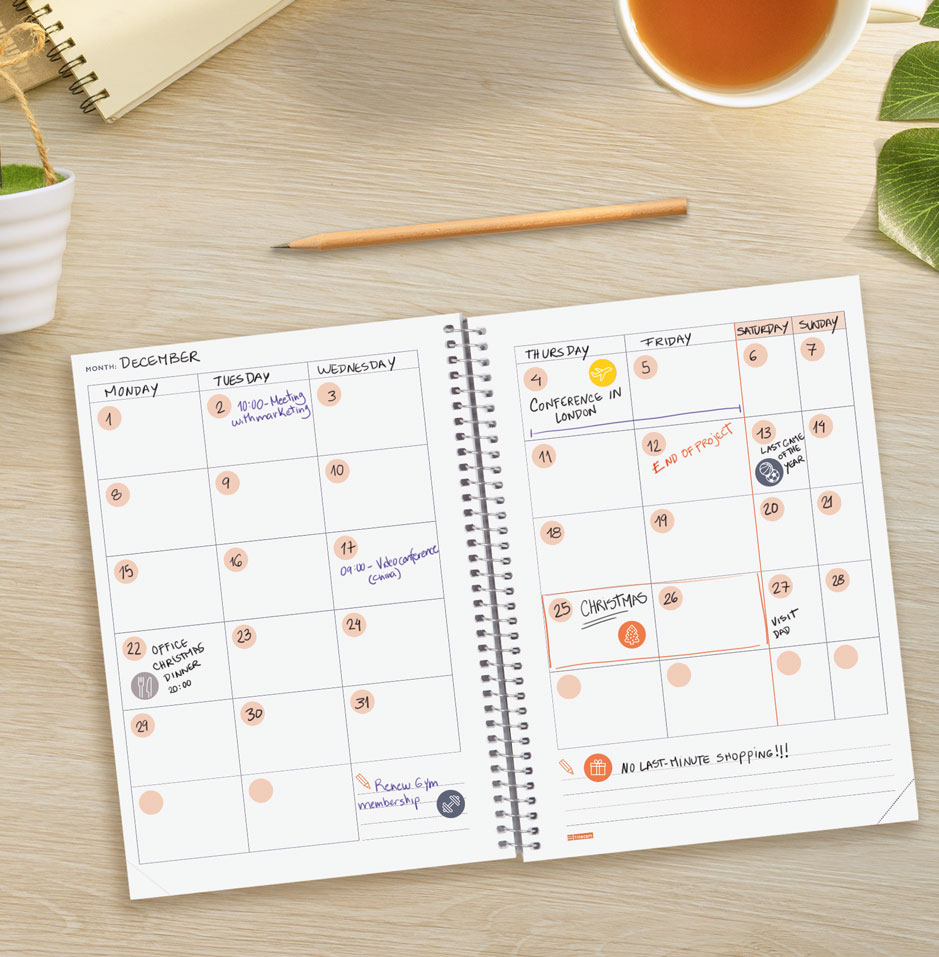 MONTH: DECEMBER
MONDAY TUESDAY WEDNESDAY
1 2 10:00 - Meeting
with marketing
3
8 9 10
15 16 17
09:00 - Videoconference
(China)
22 OFFICE
CHRISTMAS
DINNER
20:00
23 24
29 30 31
Renew Gym
membership
THURSDAY FRIDAY SATURDAY SUNDAY
4 5 6 7
CONFERENCE IN
LONDON
11 12 13 14
END OF PROJECT
LAST GAME
OF THE
YEAR
18 19 20 21
25 CHRISTMAS 26 27 28
VISIT
DAD
NO LAST-MINUTE SHOPPING!!!